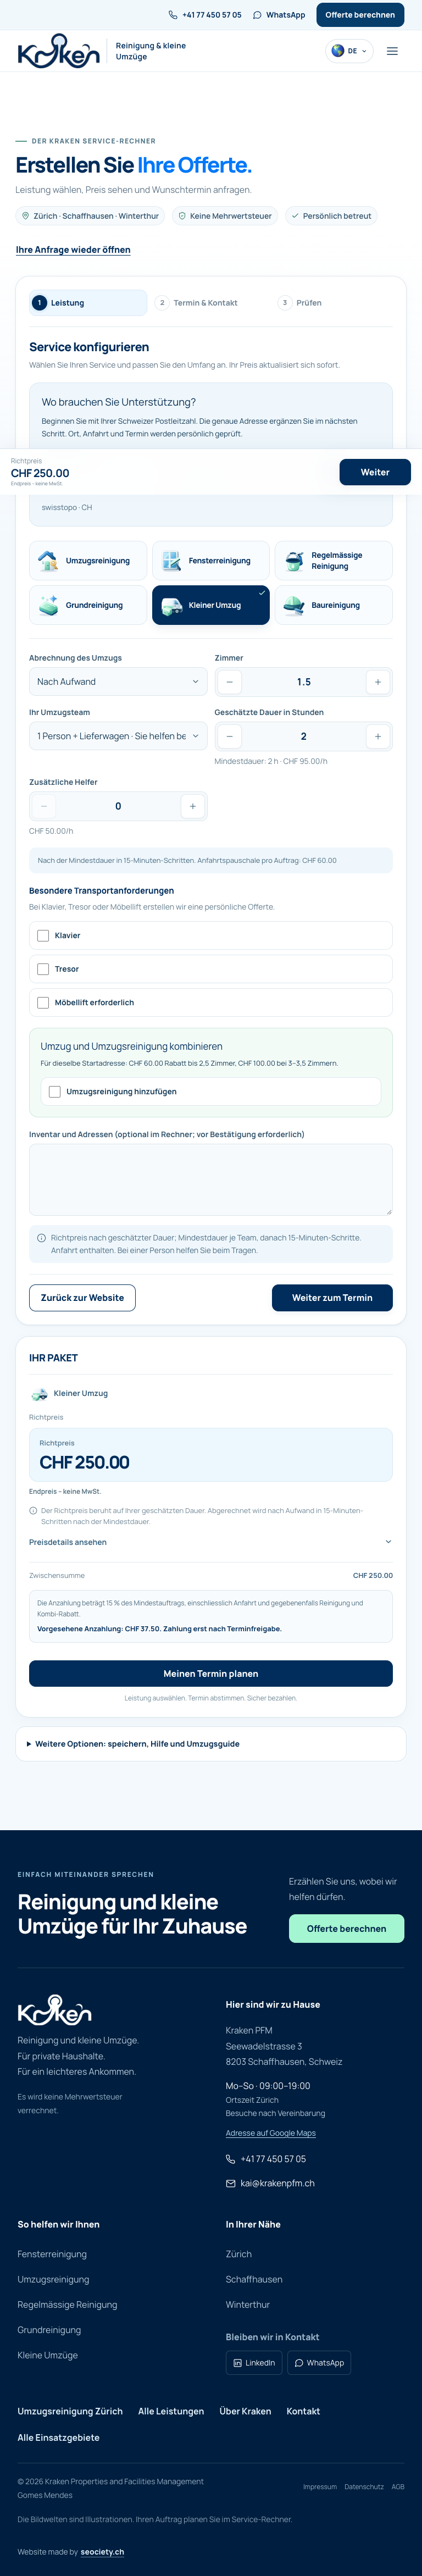 +41 77 450 57 05
WhatsApp
Offerte berechnen
Kraken
Reinigung & kleine
Umzüge
DE
DER KRAKEN SERVICE-RECHNER
Erstellen Sie Ihre Offerte.
Leistung wählen, Preis sehen und Wunschtermin anfragen.
Zürich · Schaffhausen · Winterthur
Keine Mehrwertsteuer
Persönlich betreut
Ihre Anfrage wieder öffnen
1 Leistung
2 Termin & Kontakt
3 Prüfen
Service konfigurieren
Wählen Sie Ihren Service und passen Sie den Umfang an. Ihr Preis aktualisiert sich sofort.
Wo brauchen Sie Unterstützung?
Beginnen Sie mit Ihrer Schweizer Postleitzahl. Die genaue Adresse ergänzen Sie im nächsten
Schritt. Ort, Anfahrt und Termin werden persönlich geprüft.
Richtpreis
CHF 250.00
Endpreis – keine MwSt.
Weiter
swisstopo · CH
Umzugsreinigung
Fensterreinigung
Regelmässige
Reinigung
Grundreinigung
Kleiner Umzug
Baureinigung
Abrechnung des Umzugs
Nach Aufwand
Zimmer
− 1.5 +
Ihr Umzugsteam
1 Person + Lieferwagen · Sie helfen be
Geschätzte Dauer in Stunden
− 2 +
Mindestdauer: 2 h · CHF 95.00/h
Zusätzliche Helfer
− 0 +
CHF 50.00/h
Nach der Mindestdauer in 15-Minuten-Schritten. Anfahrtspauschale pro Auftrag: CHF 60.00
Besondere Transportanforderungen
Bei Klavier, Tresor oder Möbellift erstellen wir eine persönliche Offerte.
Klavier
Tresor
Möbellift erforderlich
Umzug und Umzugsreinigung kombinieren
Für dieselbe Startadresse: CHF 60.00 Rabatt bis 2,5 Zimmer, CHF 100.00 bei 3–3,5 Zimmern.
Umzugsreinigung hinzufügen
Inventar und Adressen (optional im Rechner; vor Bestätigung erforderlich)
Richtpreis nach geschätzter Dauer; Mindestdauer je Team, danach 15-Minuten-Schritte.
Anfahrt enthalten. Bei einer Person helfen Sie beim Tragen.
Zurück zur Website
Weiter zum Termin
IHR PAKET
Kleiner Umzug
Richtpreis
Richtpreis
CHF 250.00
Endpreis – keine MwSt.
Der Richtpreis beruht auf Ihrer geschätzten Dauer. Abgerechnet wird nach Aufwand in 15-Minuten-
Schritten nach der Mindestdauer.
Preisdetails ansehen
Zwischensumme CHF 250.00
Die Anzahlung beträgt 15 % des Mindestauftrags, einschliesslich Anfahrt und gegebenenfalls Reinigung und
Kombi-Rabatt.
Vorgesehene Anzahlung: CHF 37.50. Zahlung erst nach Terminfreigabe.
Meinen Termin planen
Leistung auswählen. Termin abstimmen. Sicher bezahlen.
Weitere Optionen: speichern, Hilfe und Umzugsguide
EINFACH MITEINANDER SPRECHEN
Reinigung und kleine
Umzüge für Ihr Zuhause
Erzählen Sie uns, wobei wir
helfen dürfen.
Offerte berechnen
Kraken
Reinigung und kleine Umzüge.
Für private Haushalte.
Für ein leichteres Ankommen.
Es wird keine Mehrwertsteuer
verrechnet.
Hier sind wir zu Hause
Kraken PFM
Seewadelstrasse 3
8203 Schaffhausen, Schweiz
Mo–So · 09:00–19:00
Ortszeit Zürich
Besuche nach Vereinbarung
Adresse auf Google Maps
+41 77 450 57 05
kai@krakenpfm.ch
So helfen wir Ihnen
Fensterreinigung
Umzugsreinigung
Regelmässige Reinigung
Grundreinigung
Kleine Umzüge
In Ihrer Nähe
Zürich
Schaffhausen
Winterthur
Bleiben wir in Kontakt
LinkedIn
WhatsApp
Umzugsreinigung Zürich
Alle Leistungen
Über Kraken
Kontakt
Alle Einsatzgebiete
© 2026 Kraken Properties and Facilities Management
Gomes Mendes
Impressum
Datenschutz
AGB
Die Bildwelten sind Illustrationen. Ihren Auftrag planen Sie im Service-Rechner.
Website made by seociety.ch